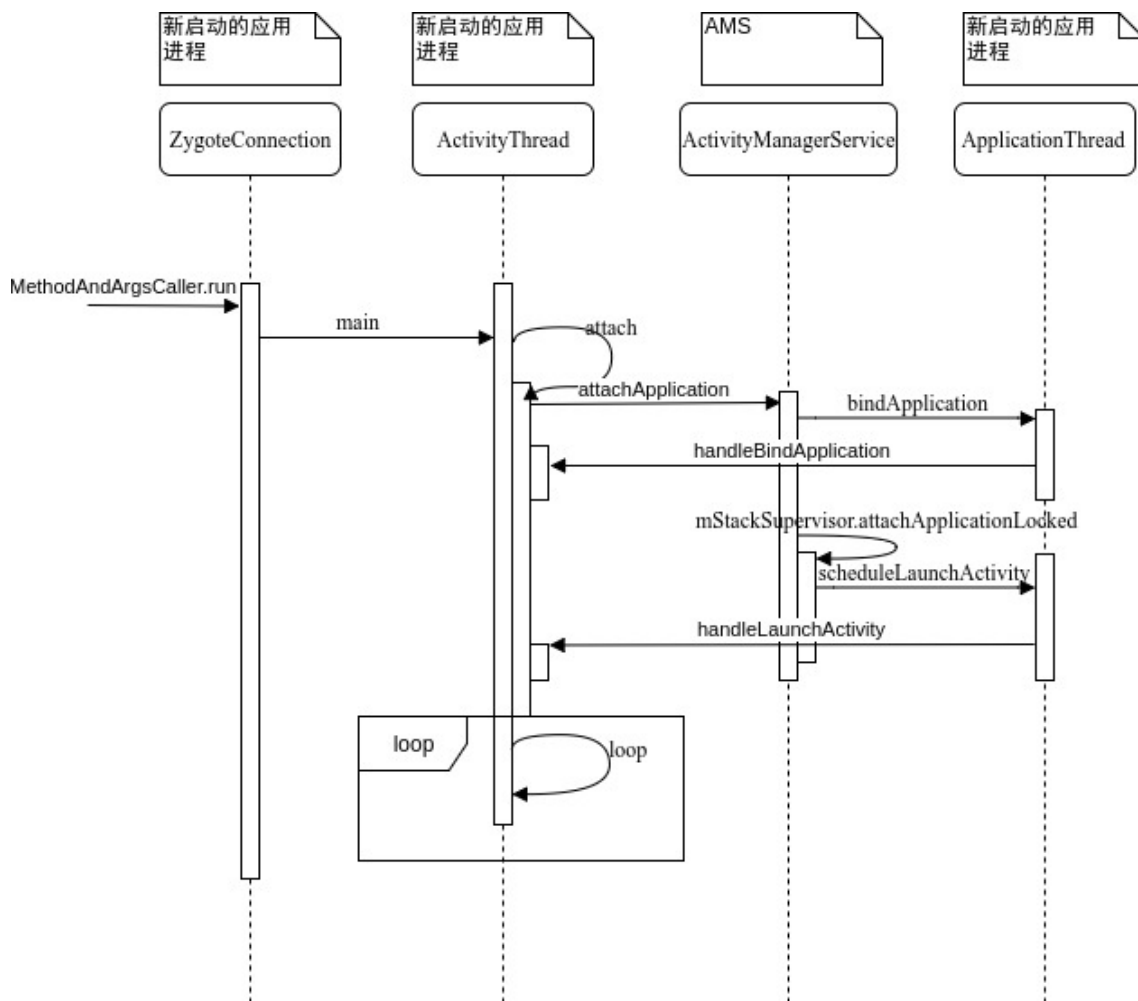 新启动的应用
进程
新启动的应用
进程
AMS
新启动的应用
进程
ZygoteConnection
ActivityThread
ActivityManagerService
ApplicationThread
MethodAndArgsCaller.run
main
attach
attachApplication
bindApplication
handleBindApplication
mStackSupervisor.attachApplicationLocked
scheduleLaunchActivity
handleLaunchActivity
loop
loop